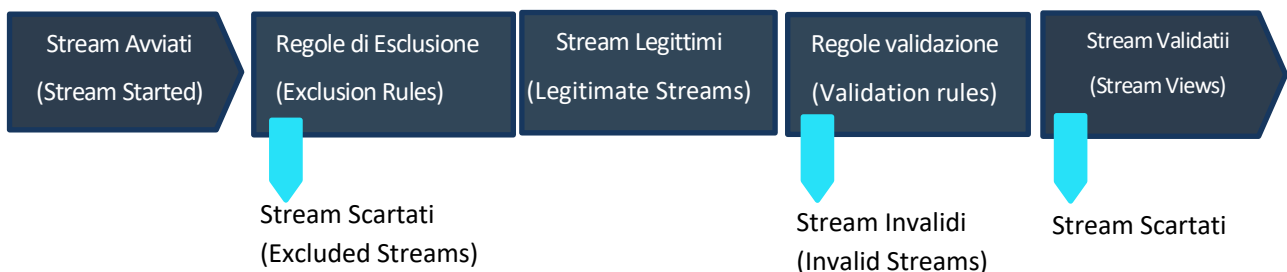 Stream Avviati
(Stream Started)
Regole di Esclusione
(Exclusion Rules)
Stream Legittimi
(Legitimate Streams)
Regole validazione
(Validation rules)
Stream Validatii
(Stream Views)
Stream Scartati
(Excluded Streams)
Stream Invalidi
(Invalid Streams)
Stream Scartati